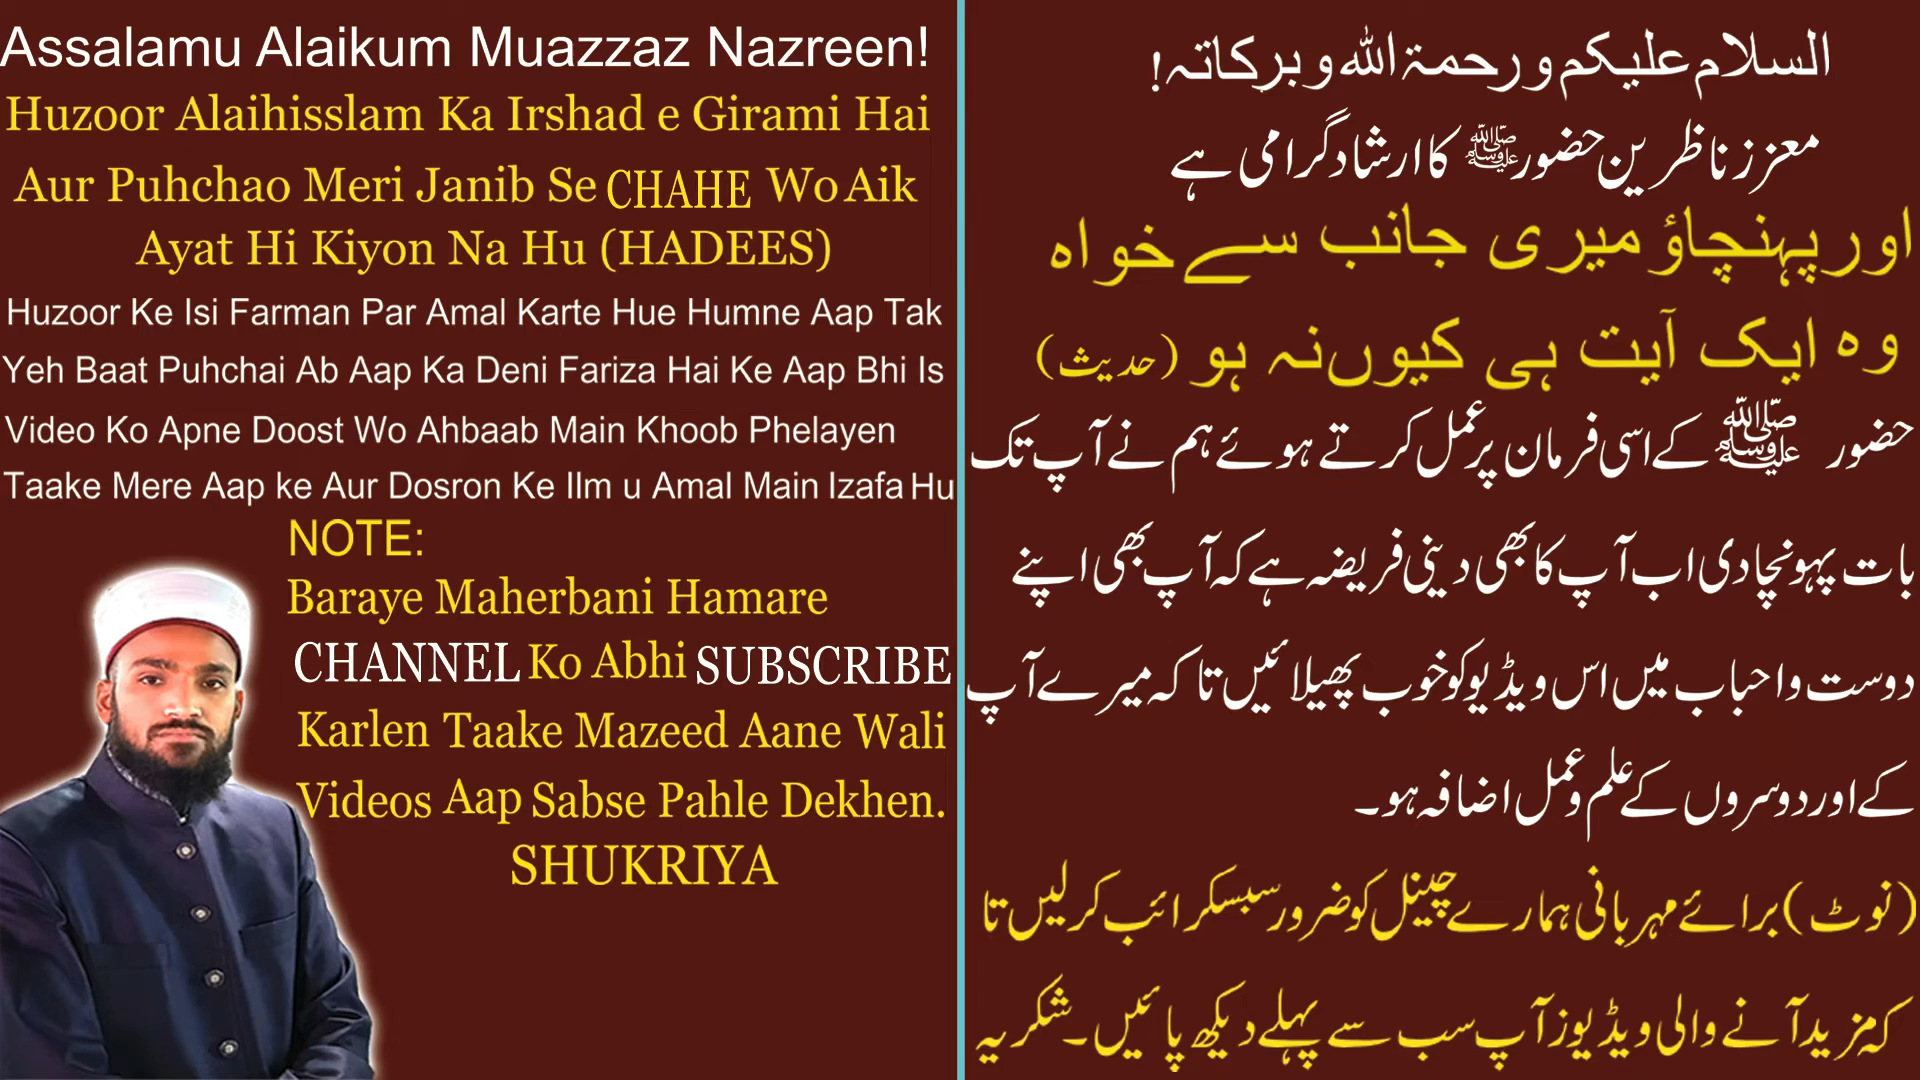 Assalamu Alaikum Muazzaz Nazreen!
Huzoor Alaihisslam Ka Irshad e Girami Hai
Aur Puhchao Meri Janib Se CHAHE Wo Aik
Ayat Hi Kiyon Na Hu (HADEES)
Huzoor Ke Isi Farman Par Amal Karte Hue Humne Aap Tak
Yeh Baat Puhchai Ab Aap Ka Deni Fariza Hai Ke Aap Bhi Is
Video Ko Apne Doost Wo Ahbaab Main Khoob Phelayen
Taake Mere Aap ke Aur Dosron Ke Ilm u Amal Main Izafa Hu
NOTE:
Baraye Maherbani Hamare
CHANNEL Ko Abhi SUBSCRIBE
Karlen Taake Mazeed Aane Wali
Videos Aap Sabse Pahle Dekhen.
SHUKRIYA
السلام علیکم ورحمۃ اللہ وبرکاتہ!
معزز ناظرین حضور ﷺ کا ارشاد گرامی ہے
اور پہنچاؤ میری جانب سے خواہ
وہ ایک آیت ہی کیوں نہ ہو (حدیث)
حضور ﷺ کے اسی فرمان پر عمل کرتے ہوئے ہم نے آپ تک
بات پہونچادی اب آپ کا بھی دینی فریضہ ہے کہ آپ بھی اپنے
دوست واحباب میں اس ویڈیو کو خوب پھیلائیں تا کہ میرے آپ
کے اور دوسروں کے علم و عمل اضافہ ہو۔
(نوٹ) برائے مہربانی ہمارے چینل کو ضرور سبسکرائب کرلیں تا
کہ مزید آنے والی ویڈیوز آپ سب سے پہلے دیکھ پائیں۔ شکریہ